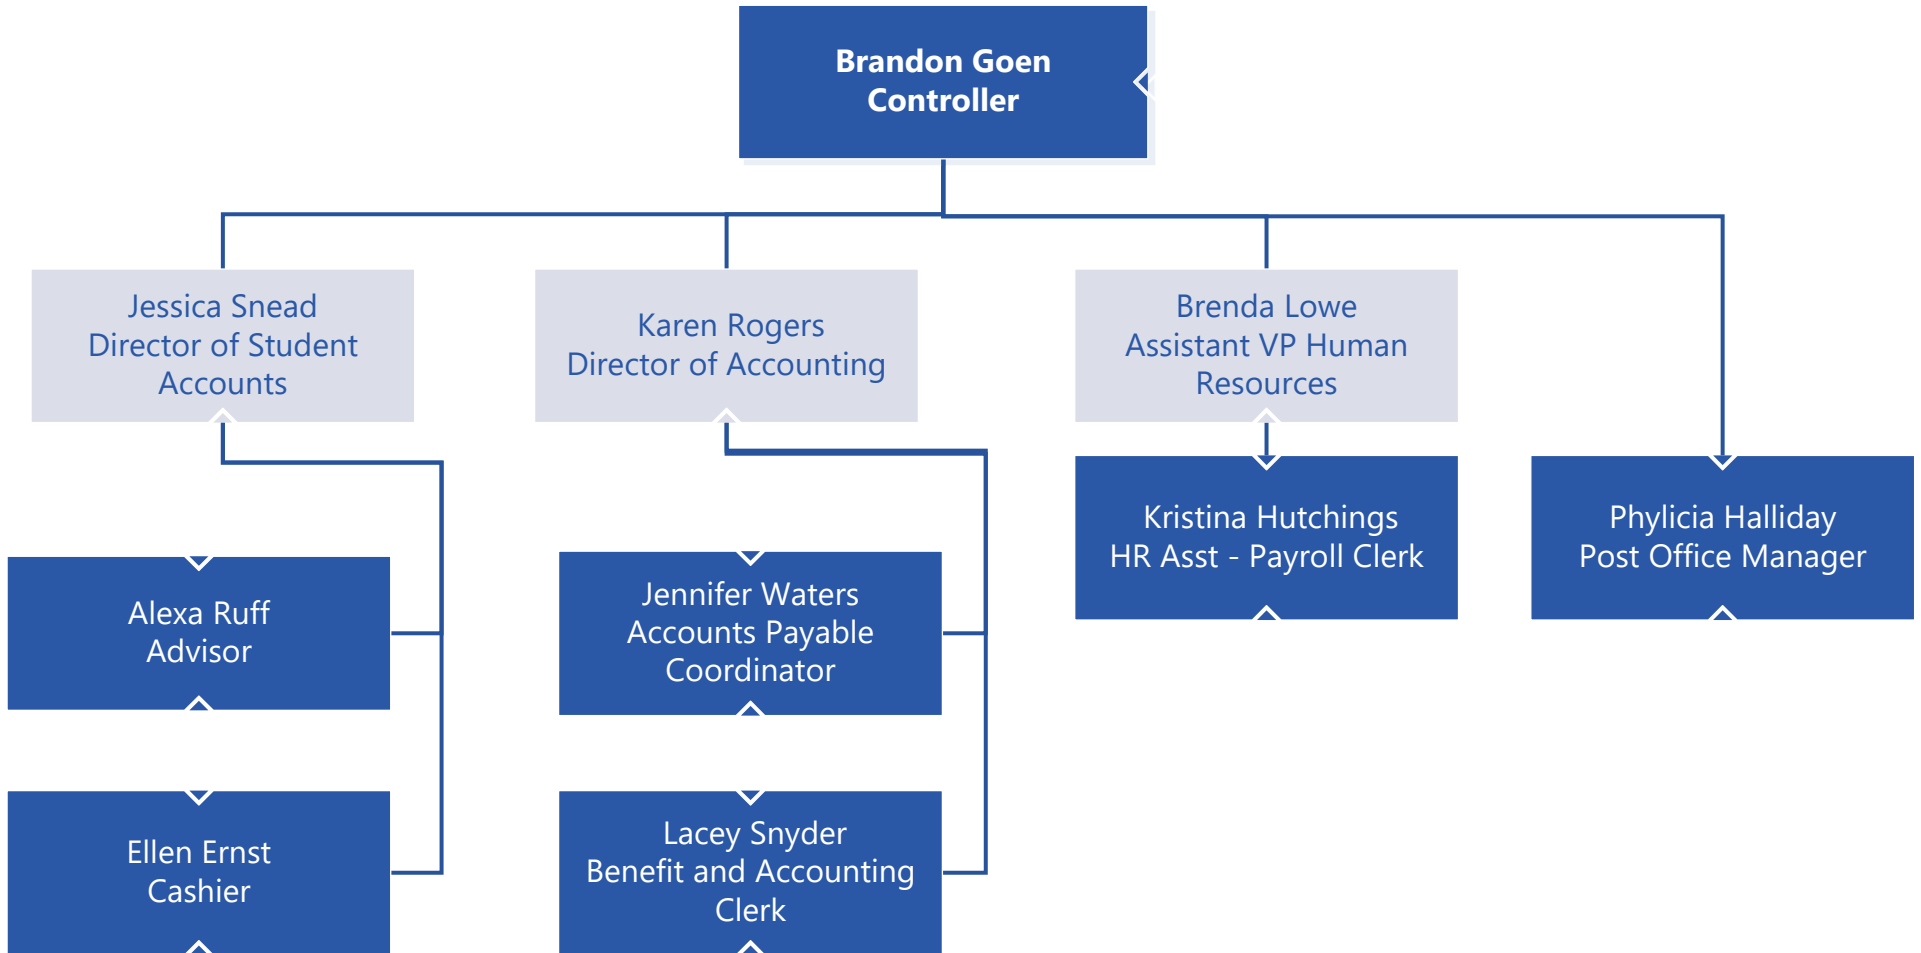 Brandon Goen
Controller
Jessica Snead
Director of Student
Accounts
Karen Rogers
Director of Accounting
Brenda Lowe
Assistant VP Human
Resources
Kristina Hutchings
HR Asst - Payroll Clerk
Phylicia Halliday
Post Office Manager
Alexa Ruff
Advisor
Jennifer Waters
Accounts Payable
Coordinator
Ellen Ernst
Cashier
Lacey Snyder
Benefit and Accounting
Clerk